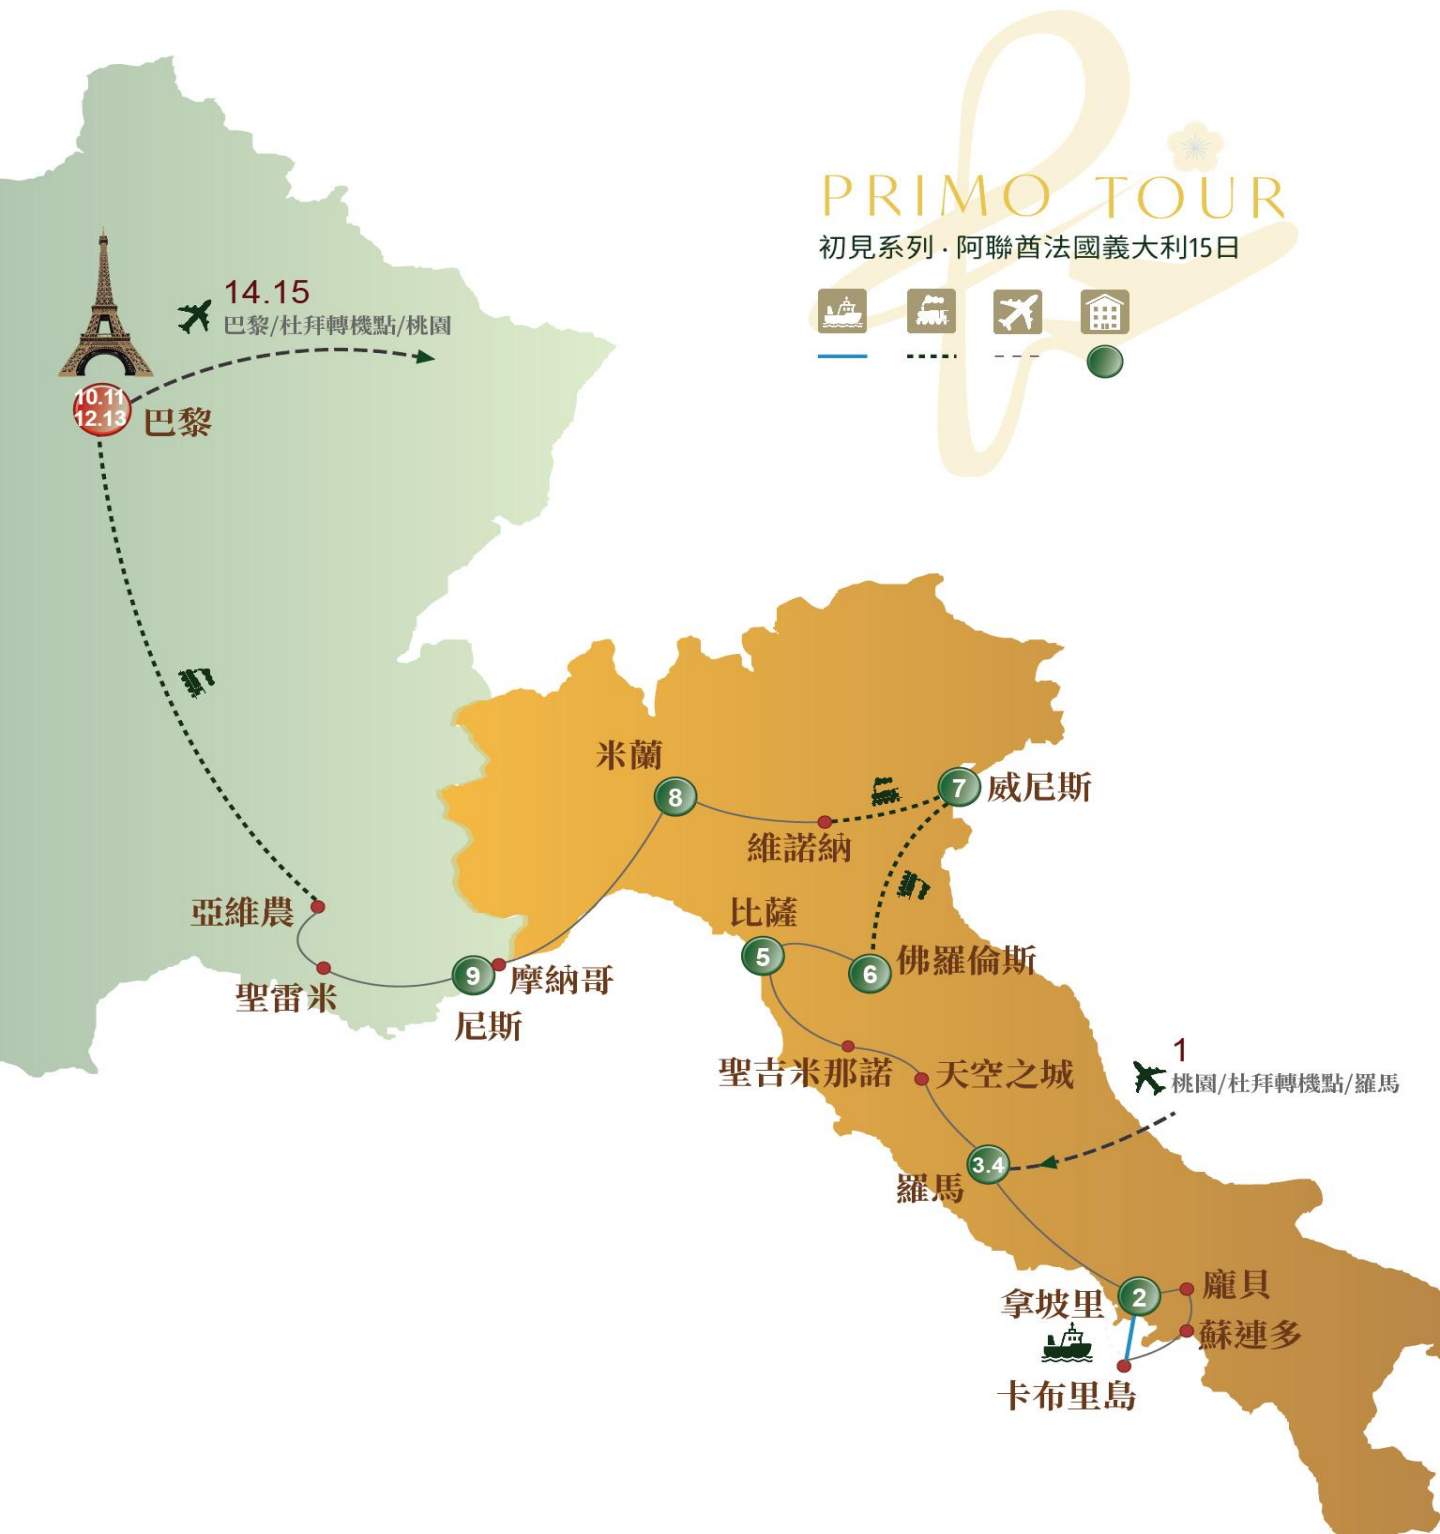 PRIMO TOUR
初見系列·阿聯酋法國義大利15日
14.15
巴黎/杜拜轉機點/桃園
10.11
12.13
巴黎
米蘭
8
7
威尼斯
維諾納
亞維農
比薩
5
6
佛羅倫斯
聖雷米
9
摩納哥
尼斯
聖吉米那諾
天空之城
1
桃園/杜拜轉機點/羅馬
3.4
羅馬
拿坡里
2
龐貝
蘇連多
卡布里島